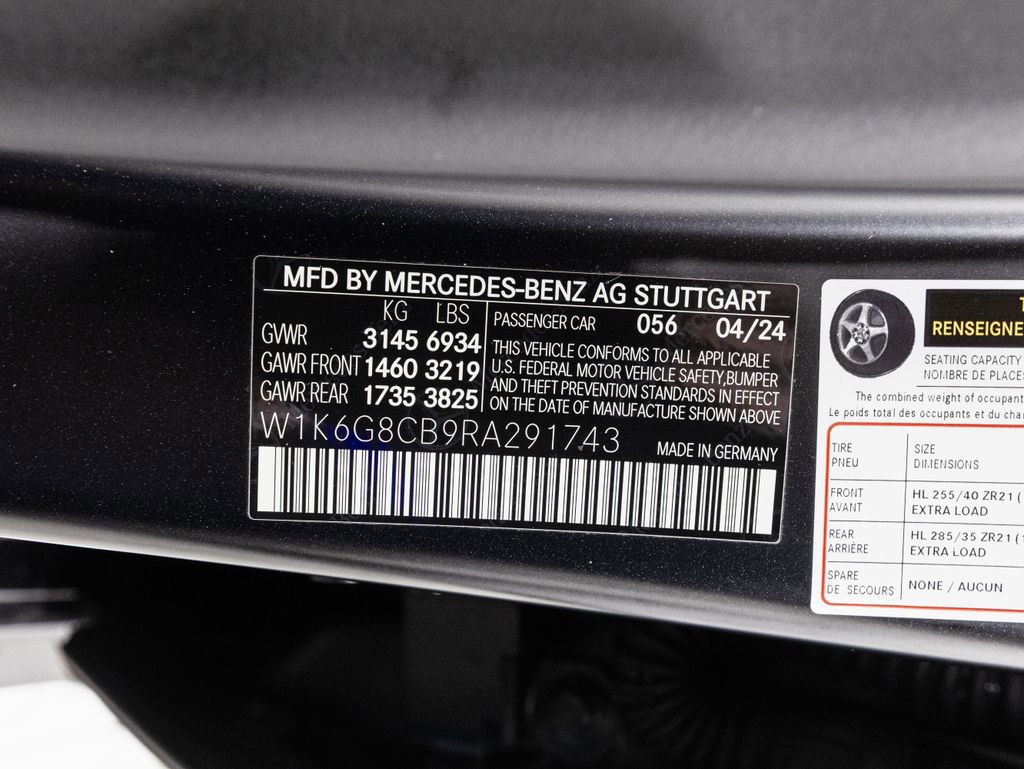 MFD BY MERCEDES-BENZ AG STUTTGART
KG LBS
GVWR 3145 6934
GAWR FRONT 1460 3219
GAWR REAR 1735 3825
PASSENGER CAR 056 04/24
THIS VEHICLE CONFORMS TO ALL APPLICABLE
U.S. FEDERAL MOTOR VEHICLE SAFETY,BUMPER
AND THEFT PREVENTION STANDARDS IN EFFECT
ON THE DATE OF MANUFACTURE SHOWN ABOVE
W1K6G8CB9RA291743
MADE IN GERMANY
RENSEIGNE
SEATING CAPACITY
NOMBRE DE PLACES
The combined weight of occupant
Le poids total des occupants et du cha
TIRE SIZE
PNEU DIMENSIONS
FRONT HL 255/40 ZR21 (
AVANT EXTRA LOAD
REAR HL 285/35 ZR21 (
ARRIÈRE EXTRA LOAD
SPARE NONE / AUCUN
DE SECOURS